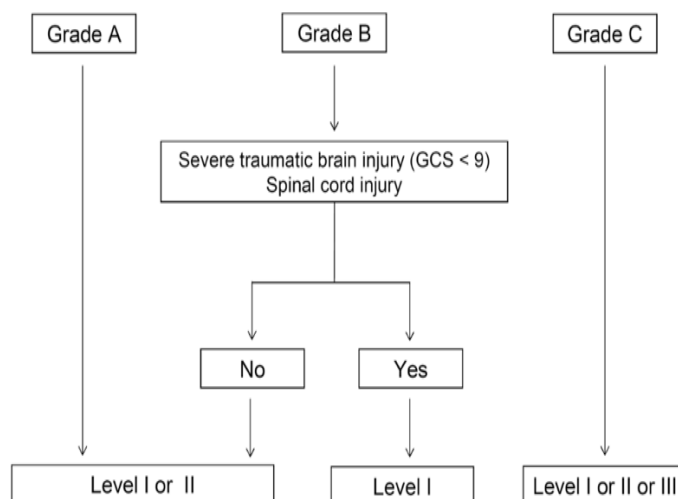 Grade A
Grade B
Grade C
Severe traumatic brain injury (GCS < 9)
Spinal cord injury
No
Yes
Level I or II
Level I
Level I or II or III